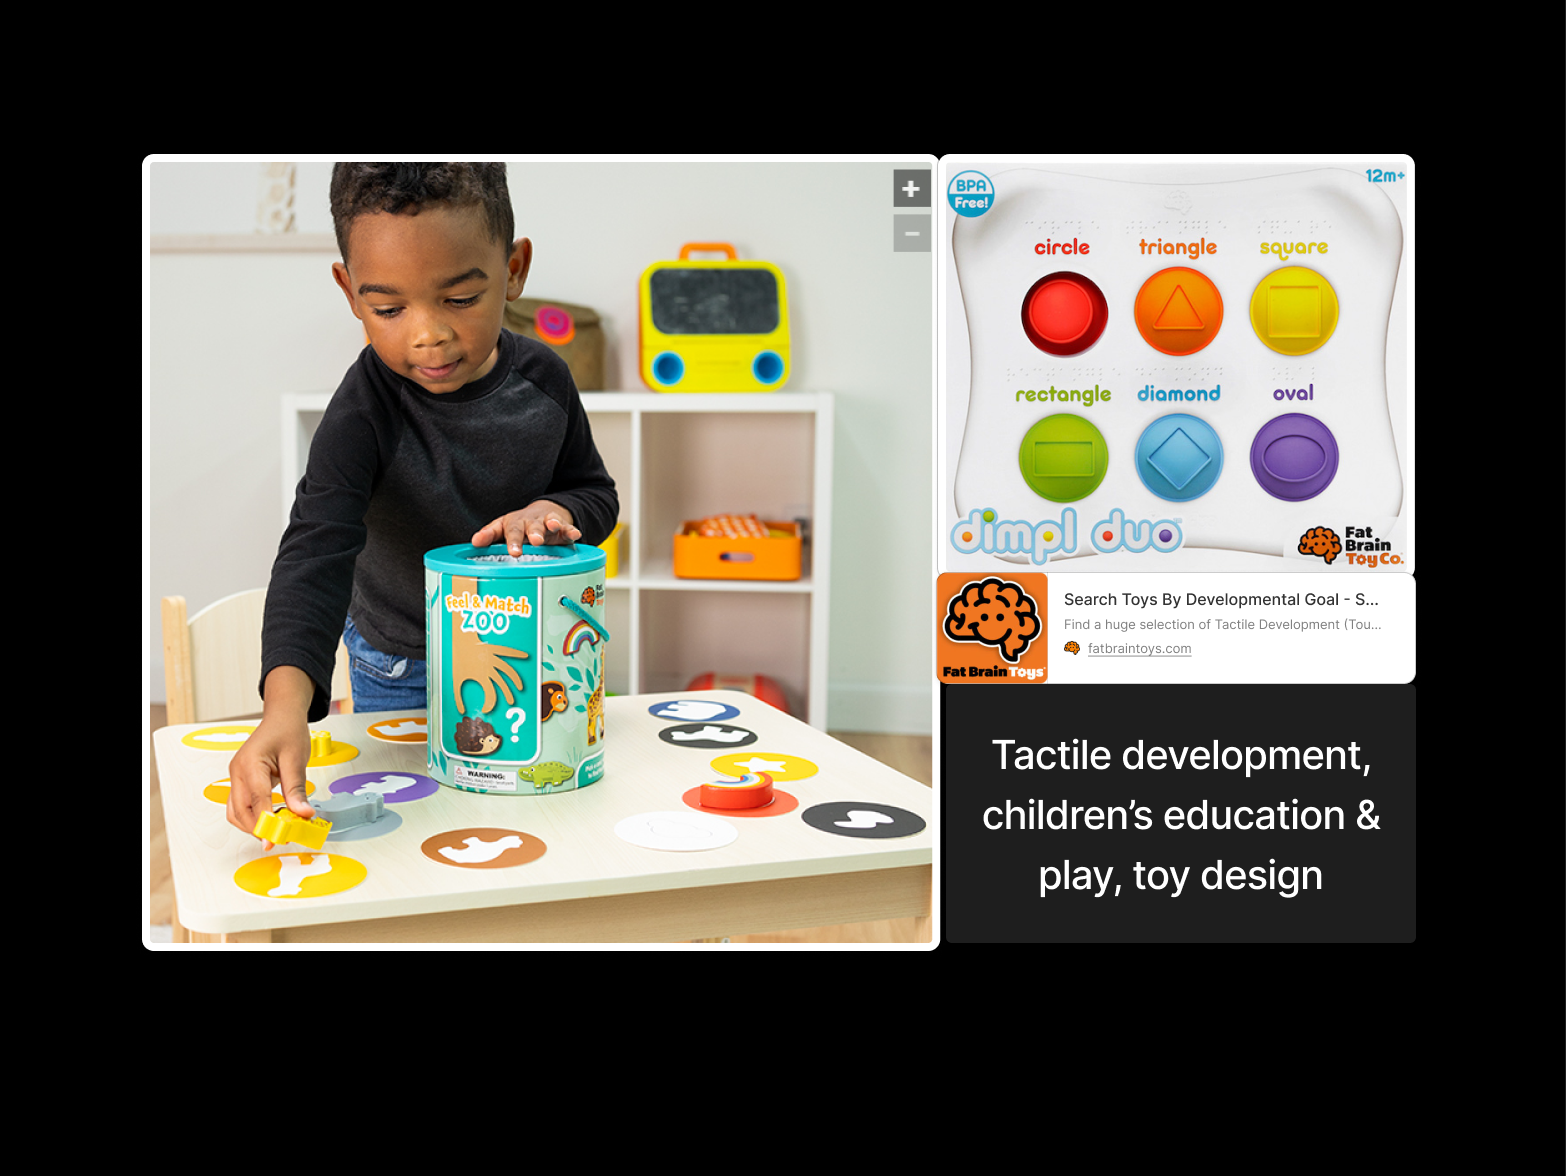 +
−
Feel & Match
ZOO
?
WARNING:
BPA
Free!
12m+
circle
triangle
square
rectangle
diamond
oval
dimpl duo
Fat
Brain
Toy Co.
Fat Brain Toys
Search Toys By Developmental Goal - S...
Find a huge selection of Tactile Development (Tou...
fatbraintoys.com
Tactile development,
children’s education &
play, toy design